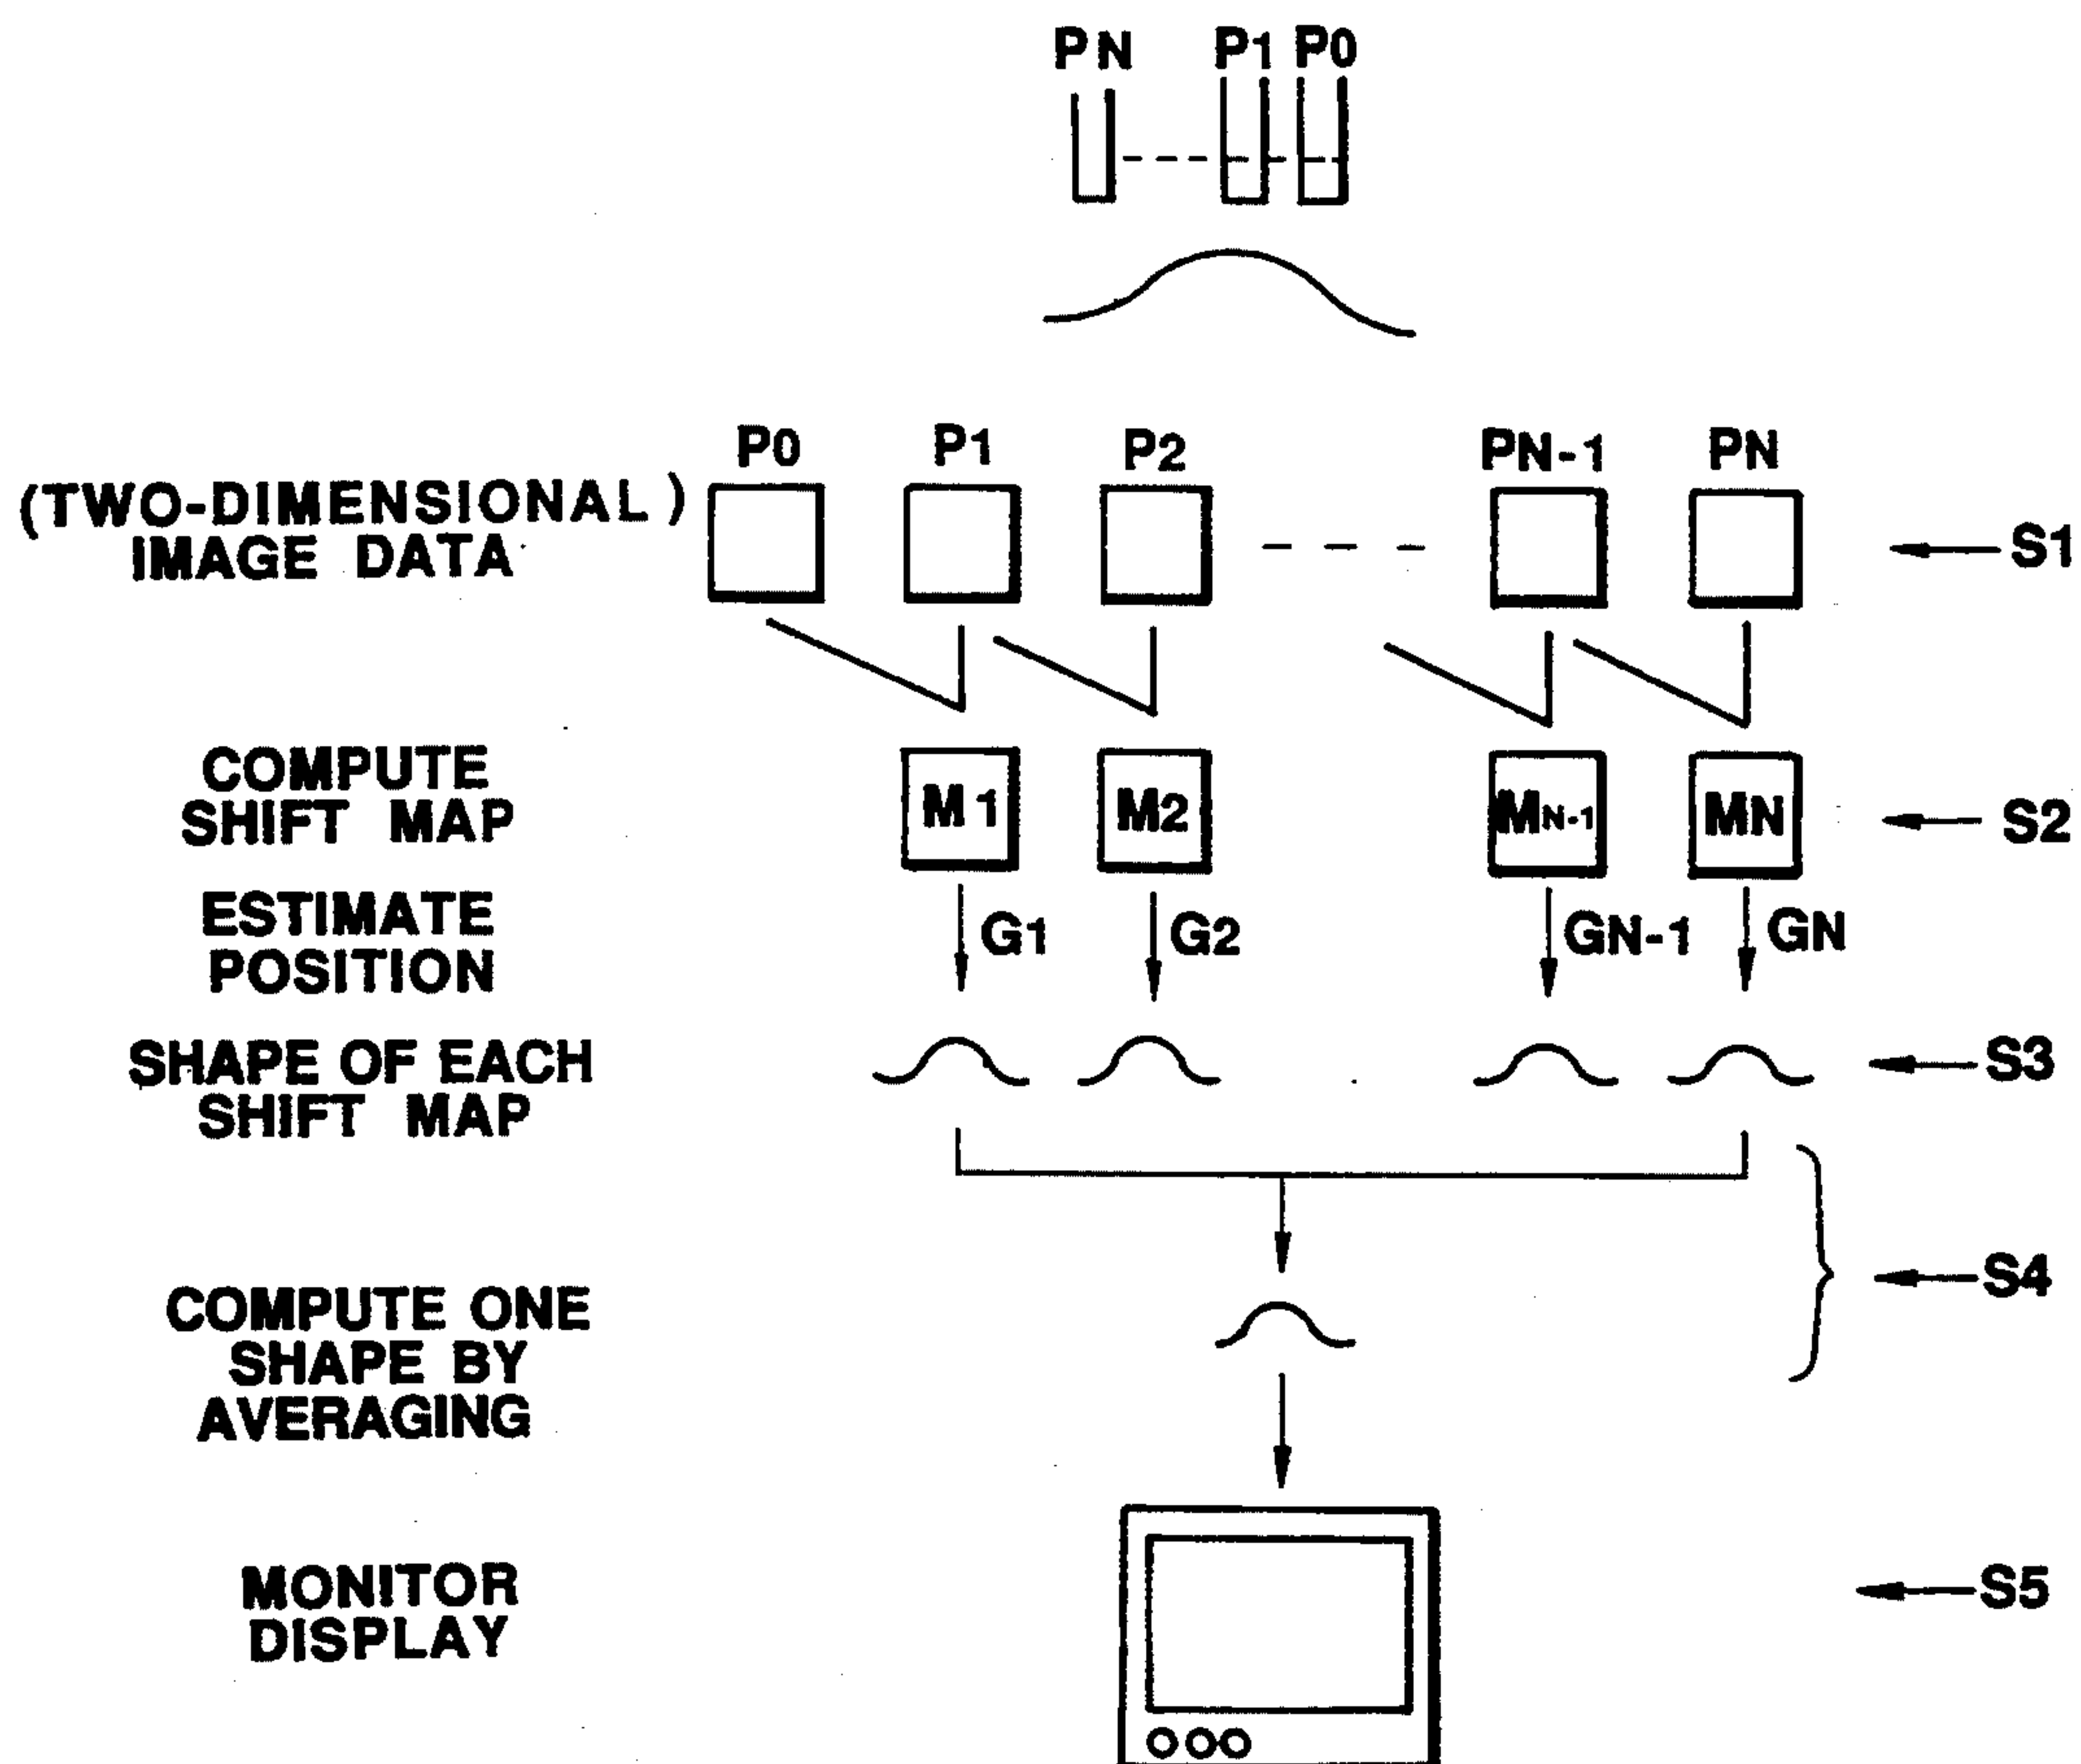 PN P1 P0
P0 P1 P2 PN-1 PN
(TWO-DIMENSIONAL)
IMAGE DATA
S1
COMPUTE
SHIFT MAP
M1 M2 MN-1 MN
S2
ESTIMATE
POSITION
G1 G2 GN-1 GN
SHAPE OF EACH
SHIFT MAP
S3
S4
COMPUTE ONE
SHAPE BY
AVERAGING
MONITOR
DISPLAY
S5